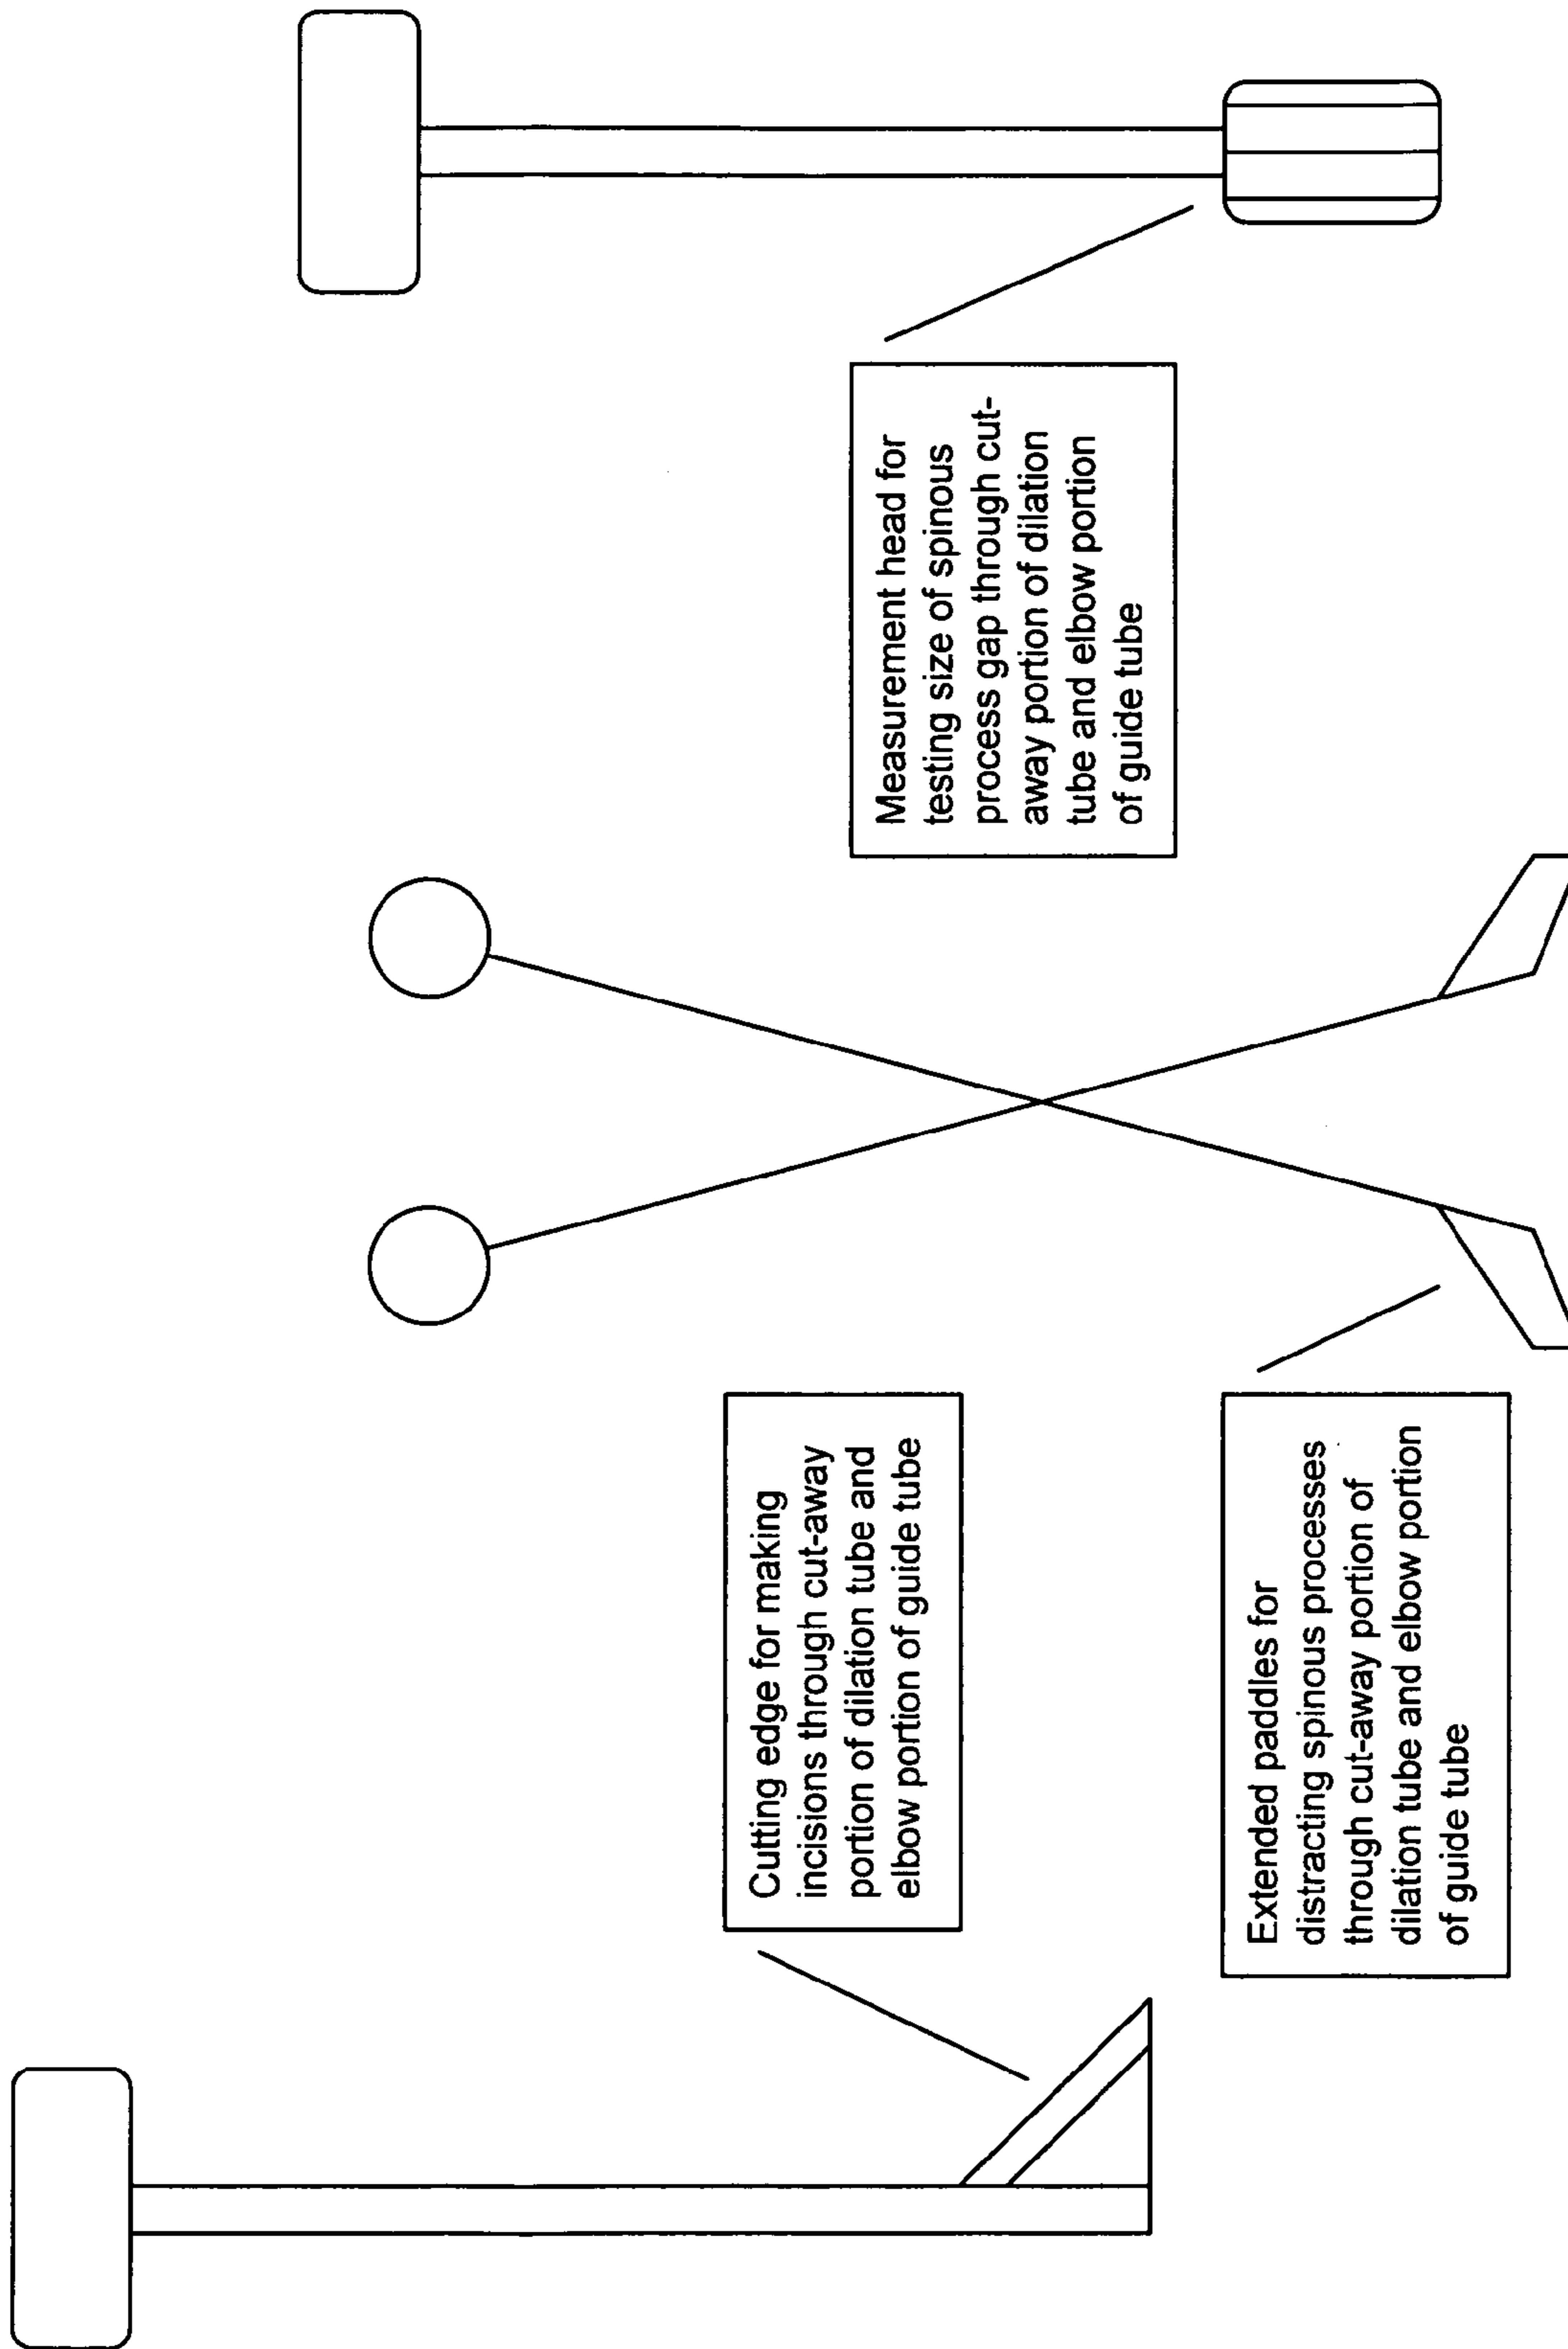 Cutting edge for making
incisions through cut-away
portion of dilation tube and
elbow portion of guide tube
Extended paddles for
distracting spinous processes
through cut-away portion of
dilation tube and elbow portion
of guide tube
Measurement head for
testing size of spinous
process gap through cut-
away portion of dilation
tube and elbow portion
of guide tube